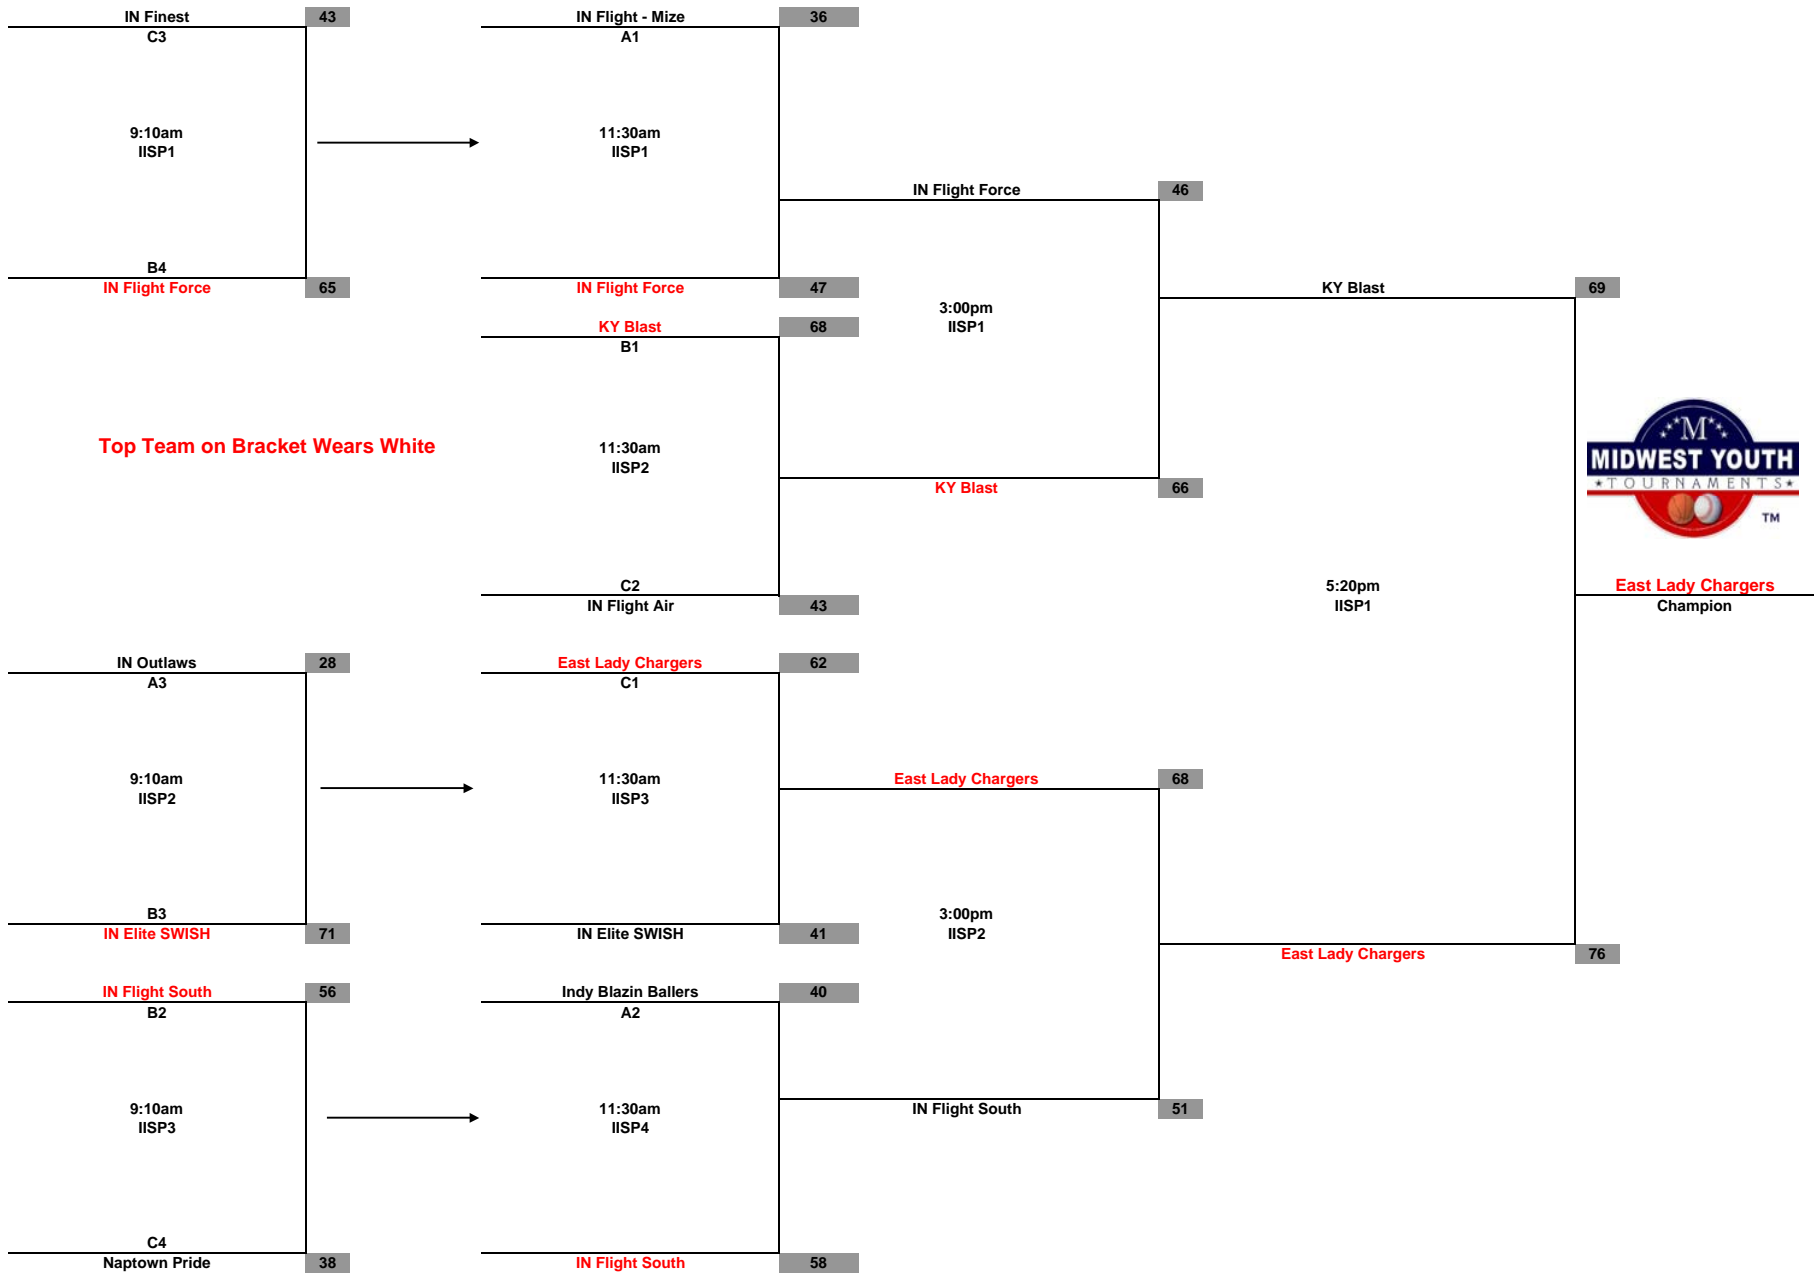 IN Finest 43
C3
9:10am
IISP1
B4
IN Flight Force 65
IN Flight - Mize 36
A1
11:30am
IISP1
IN Flight Force 47
KY Blast 68
B1
11:30am
IISP2
C2
IN Flight Air 43
Top Team on Bracket Wears White
IN Flight Force 46
3:00pm
IISP1
KY Blast 66
KY Blast 69
5:20pm
IISP1
East Lady Chargers 76
M
MIDWEST YOUTH
TOURNAMENTS
TM
East Lady Chargers
Champion
IN Outlaws 28
A3
9:10am
IISP2
B3
IN Elite SWISH 71
East Lady Chargers 62
C1
11:30am
IISP3
IN Elite SWISH 41
East Lady Chargers 68
3:00pm
IISP2
IN Flight South 51
IN Flight South 56
B2
9:10am
IISP3
C4
Naptown Pride 38
Indy Blazin Ballers 40
A2
11:30am
IISP4
IN Flight South 58